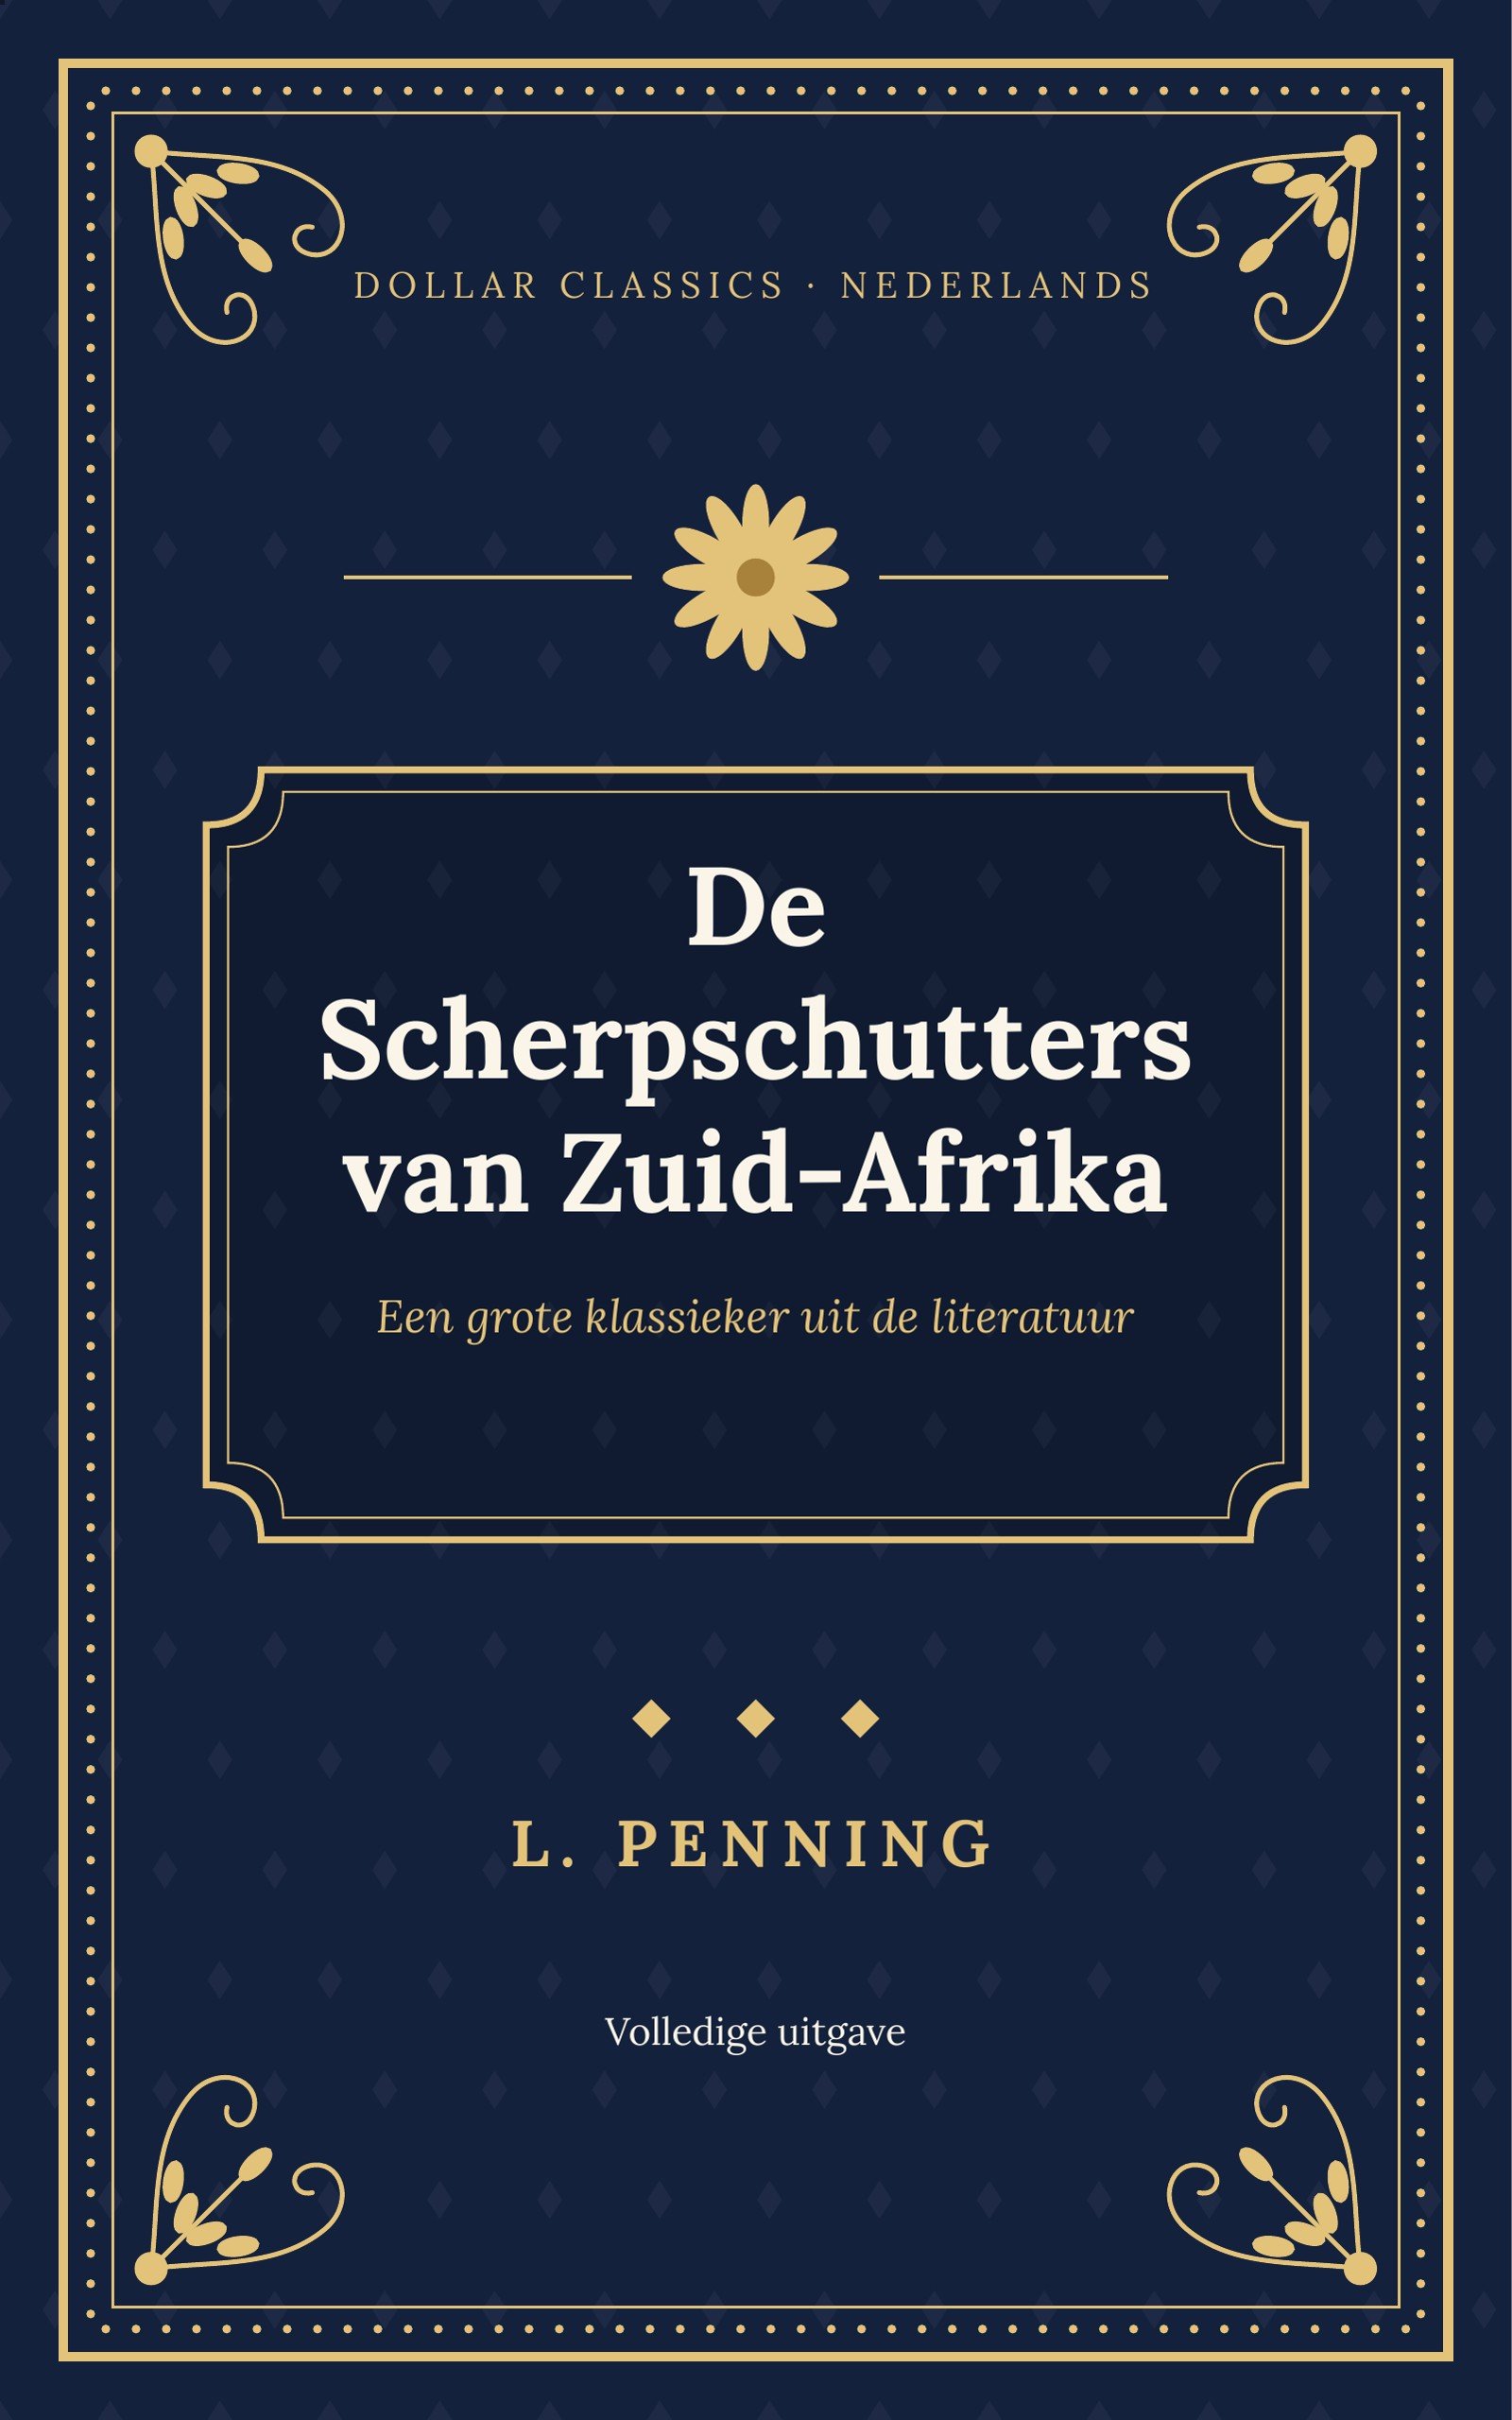 DOLLAR CLASSICS · NEDERLANDS
De
Scherpschutters
van Zuid-Afrika
Een grote klassieker uit de literatuur
L. PENNING
Volledige uitgave